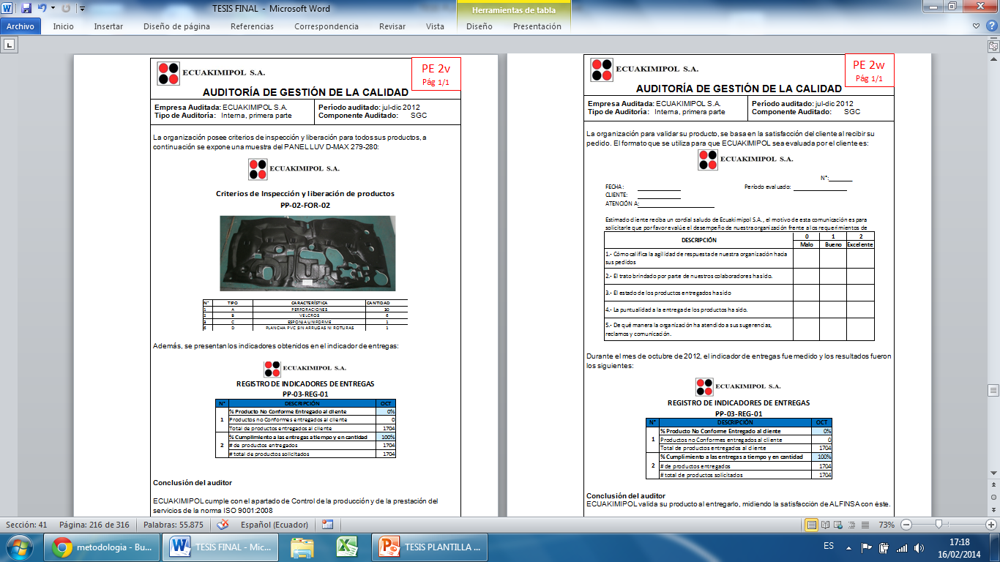 TESIS FINAL - Microsoft Word
Herramientas de tabla
Archivo Inicio Insertar Diseño de página Referencias Correspondencia Revisar Vista Diseño Presentación
PE 2v
Pág 1/1
ECUAKIMIPOL S.A.
AUDITORÍA DE GESTIÓN DE LA CALIDAD
Empresa Auditada: ECUAKIMIPOL S.A.
Tipo de Auditoría: Interna, primera parte
Período auditado: jul-dic 2012
Componente Auditado: SGC
La organización posee criterios de inspección y liberación para todos sus productos, a
continuación se expone una muestra del PANEL LUV D-MAX 279-280:
ECUAKIMIPOL S.A.
Criterios de Inspección y liberación de productos
PP-02-FOR-02
N° TIPO CARACTERÍSTICA CANTIDAD
1 A PERFORACIONES 30
2 B VELCROS 6
3 C ESPONJA UNIFORME 1
6 D PLANCHA PVC SIN ARRUGAS NI ROTURAS 1
Además, se presentan los indicadores obtenidos en el indicador de entregas:
ECUAKIMIPOL S.A.
REGISTRO DE INDICADORES DE ENTREGAS
PP-03-REG-01
N° DESCRIPCIÓN OCT
1
% Producto No Conforme Entregado al cliente 0%
Productos no Conformes entregados al cliente 0
Total de productos entregados al cliente 1704
2
% Cumplimiento a las entregas a tiempo y en cantidad 100%
# de productos entregados 1704
# total de productos solicitados 1704
Conclusión del auditor
ECUAKIMIPOL cumple con el apartado de Control de la producción y de la prestación del
servicios de la norma ISO 9001:2008
PE 2w
Pág 1/1
ECUAKIMIPOL S.A.
AUDITORÍA DE GESTIÓN DE LA CALIDAD
Empresa Auditada: ECUAKIMIPOL S.A.
Tipo de Auditoría: Interna, primera parte
Período auditado: jul-dic 2012
Componente Auditado: SGC
La organización para validar su producto, se basa en la satisfacción del cliente al recibir su
pedido. El formato que se utiliza para que ECUAKIMIPOL sea evaluada por el cliente es:
ECUAKIMIPOL S.A.
N°:
FECHA: Período evaluado:
CLIENTE:
ATENCIÓN A:
Estimado cliente reciba un cordial saludo de Ecuakimipol S.A., el motivo de esta comunicación es para
solicitarle que por favor evalúe el desempeño de nuestra organización frente a los requerimientos de
DESCRIPCIÓN 0 1 2
Malo Bueno Excelente
1.- Cómo califica la agilidad de respuesta de nuestra organización hacia
sus pedidos
2.- El trato brindado por parte de nuestros colaboradores ha sido.
3.- El estado de los productos entregados ha sido
4.- La puntualidad a la entrega de los productos ha sido.
5.- De qué manera la organización ha atendido a sus sugerencias,
reclamos y comunicación.
Durante el mes de octubre de 2012, el indicador de entregas fue medido y los resultados fueron
los siguientes:
ECUAKIMIPOL S.A.
REGISTRO DE INDICADORES DE ENTREGAS
PP-03-REG-01
N° DESCRIPCIÓN OCT
1
% Producto No Conforme Entregado al cliente 0%
Productos no Conformes entregados al cliente 0
Total de productos entregados al cliente 1704
2
% Cumplimiento a las entregas a tiempo y en cantidad 100%
# de productos entregados 1704
# total de productos solicitados 1704
Conclusión del auditor
ECUAKIMIPOL valida su producto al entregarlo, midiendo la satisfacción de ALFINSA con èste.
Sección: 41 Página: 216 de 316 Palabras: 55.875 Español (Ecuador) 73%
metodologia - Bu... TESIS FINAL - Mic... TESIS PLANTILLA ... ES 17:18
16/02/2014